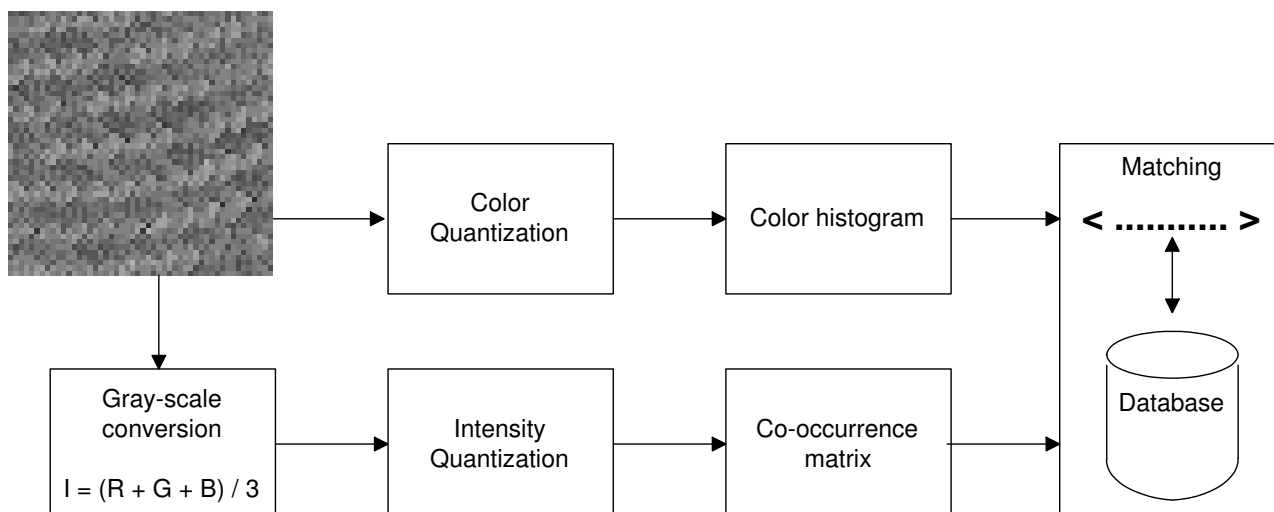 Color
Quantization
Color histogram
Matching
< ........... >
Database
Gray-scale
conversion
I = (R + G + B) / 3
Intensity
Quantization
Co-occurrence
matrix